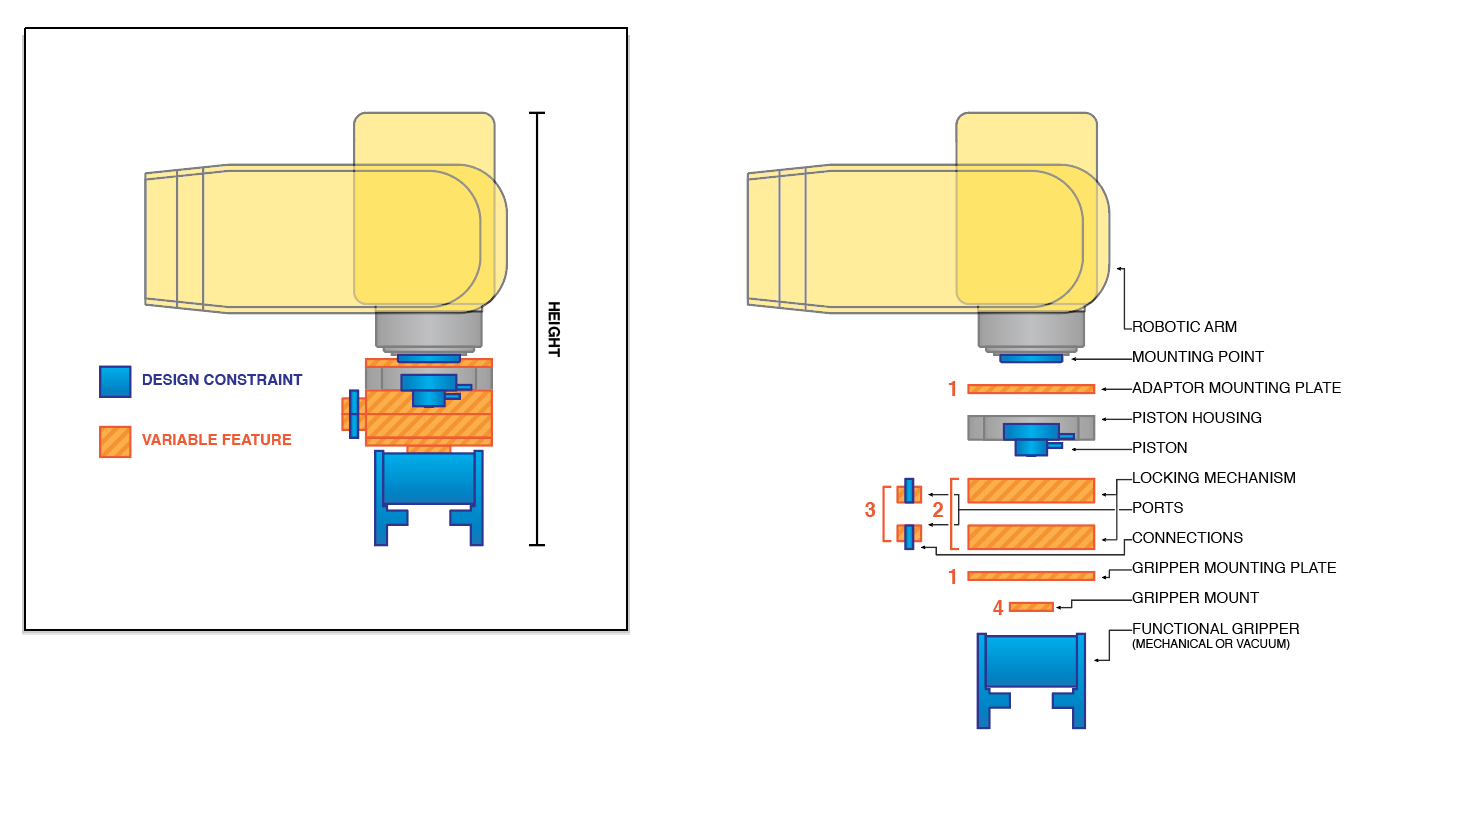 HEIGHT
DESIGN CONSTRAINT
VARIABLE FEATURE
ROBOTIC ARM
MOUNTING POINT
1
ADAPTOR MOUNTING PLATE
PISTON HOUSING
PISTON
LOCKING MECHANISM
3
2
PORTS
CONNECTIONS
1
GRIPPER MOUNTING PLATE
4
GRIPPER MOUNT
FUNCTIONAL GRIPPER
(MECHANICAL OR VACUUM)